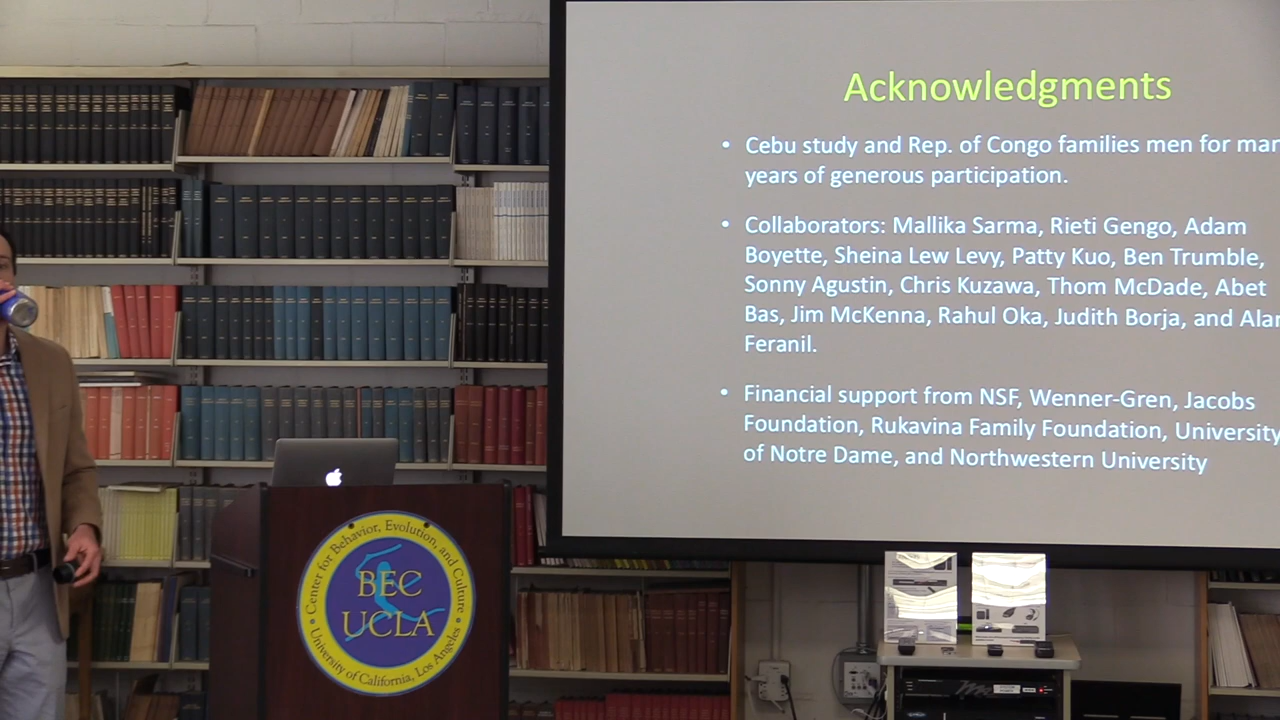 Acknowledgments
• Cebu study and Rep. of Congo families men for
years of generous participation.
• Collaborators: Mallika Sarma, Rieti Gengo, Adam
Boyette, Sheina Lew Levy, Patty Kuo, Ben Trumble,
Sonny Agustin, Chris Kuzawa, Thom McDade, Abet
Bas, Jim McKenna, Rahul Oka, Judith Borja, and
Feranil.
• Financial support from NSF, Wenner-Gren, Jacobs
Foundation, Rukavina Family Foundation, University
of Notre Dame, and Northwestern University
Center for Behavior, Evolution, and Culture
BEC
UCLA
University of California, Los Angeles